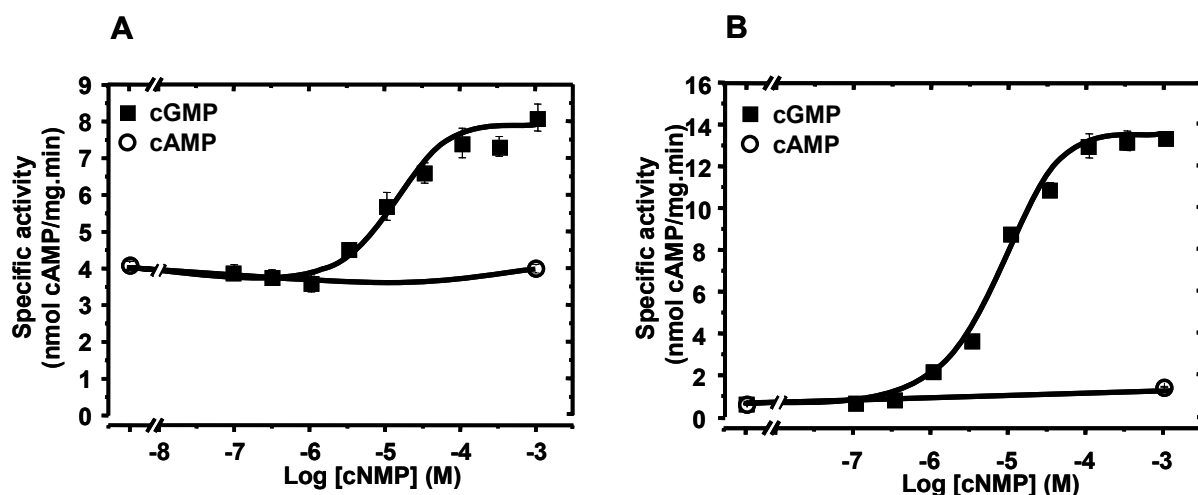 A
9
8
7
6
5
4
3
2
1
0
Specific activity
(nmol cAMP/mg.min)
cGMP
cAMP
-8 -7 -6 -5 -4 -3
Log [cNMP] (M)
B
16
14
12
10
8
6
4
2
0
Specific activity
(nmol cAMP/mg.min)
cGMP
cAMP
-7 -6 -5 -4 -3
Log [cNMP] (M)